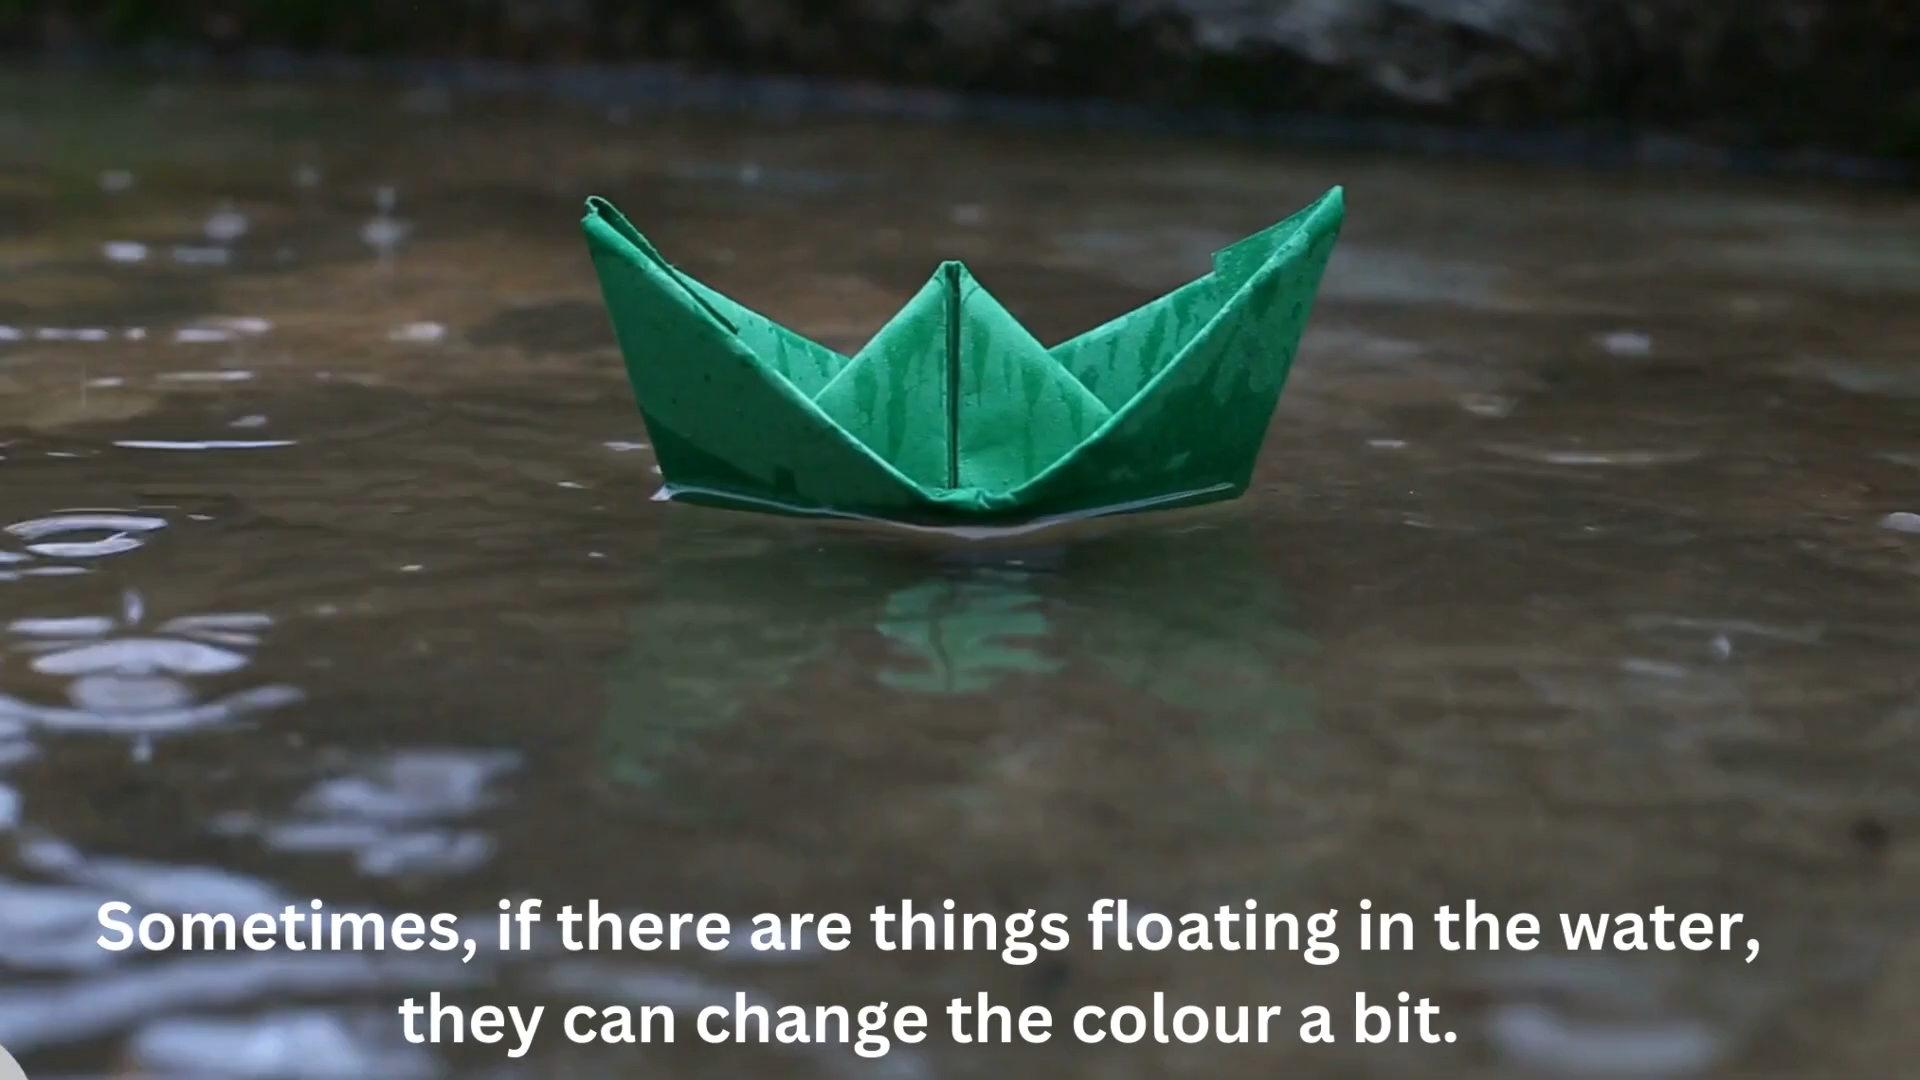 Sometimes, if there are things floating in the water,
they can change the colour a bit.